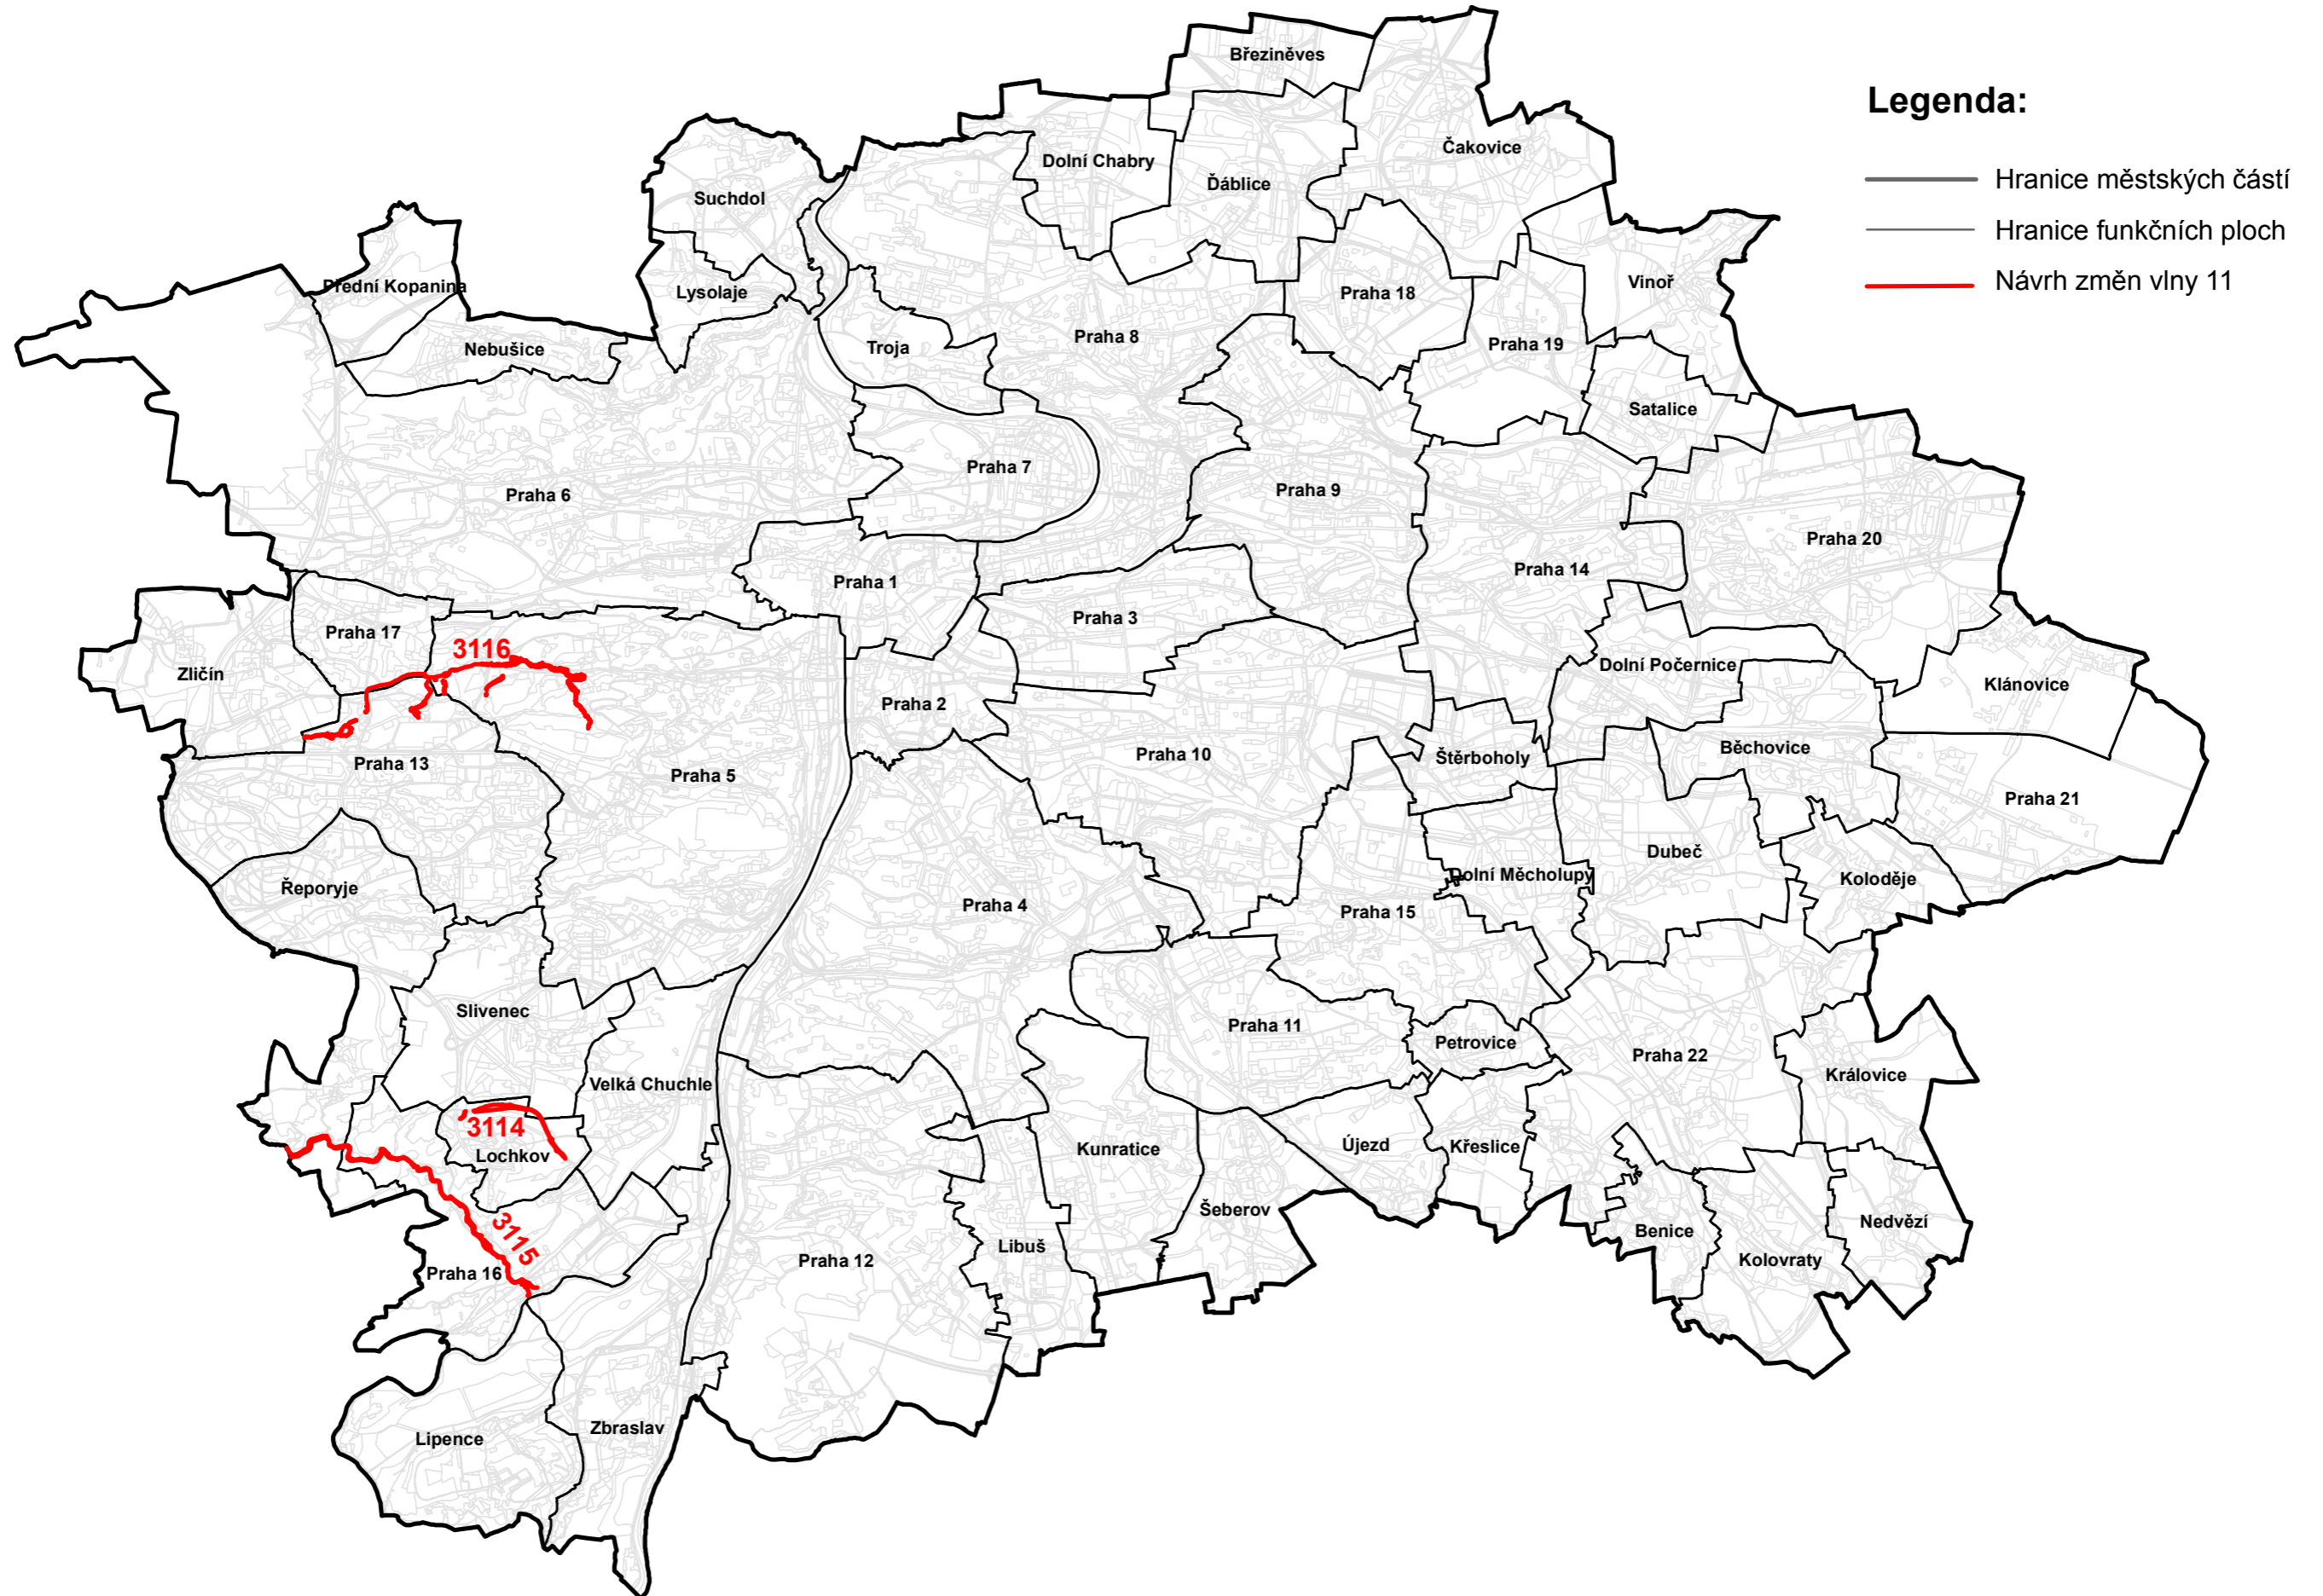 Březiněves
Legenda:
Čakovice
Dolní Chabry
Hranice městských částí
Ďáblice
Suchdol
Hranice funkčních ploch
Vinoř
Návrh změn vlny 11
Přední Kopanina
Lysolaje
Praha 18
Praha 8
Praha 19
Troja
Nebušice
Satalice
Praha 7
Praha 9
Praha 6
Praha 20
Praha 14
Praha 1
Praha 3
Praha 17
3116
Dolní Počernice
Zličín
Klánovice
Praha 2
Běchovice
Praha 10
Štěrboholy
Praha 13
Praha 5
Praha 21
Dubeč
Dolní Měcholupy
Koloděje
Řeporyje
Praha 4
Praha 15
Slivenec
Praha 11
Petrovice
Praha 22
Královice
Velká Chuchle
3114
Lochkov
Kunratice
Újezd
Křeslice
Šeberov
Nedvězí
Benice
3115
Libuš
Praha 12
Kolovraty
Praha 16
Zbraslav
Lipence